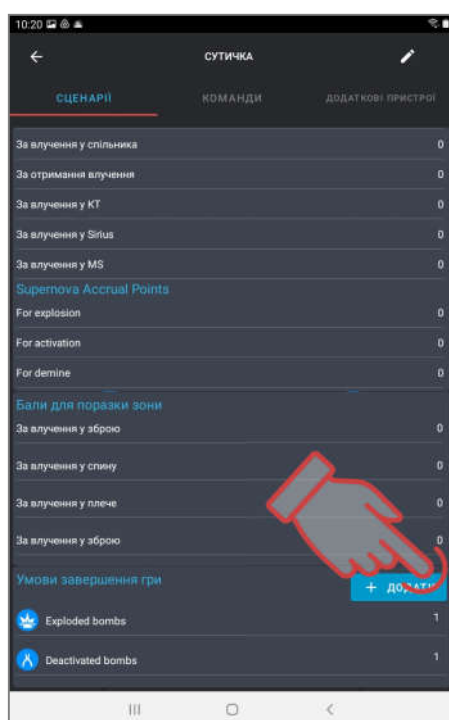 10:20
СУТИЧКА
СЦЕНАРІЇ КОМАНДИ ДОДАТКОВІ ПРИСТРОЇ
За влучення у спільника 0
За отримання влучення 0
За влучення у КТ 0
За влучення у Sirius 0
За влучення у MS 0
Supernova Accrual Points
For explosion 0
For activation 0
For demine 0
Бали для поразки зони
За влучення у зброю 0
За влучення у спину 0
За влучення у плече 0
За влучення у зброю 0
Умови завершення гри
+ ДОДАТИ
Exploded bombs 1
Deactivated bombs 1